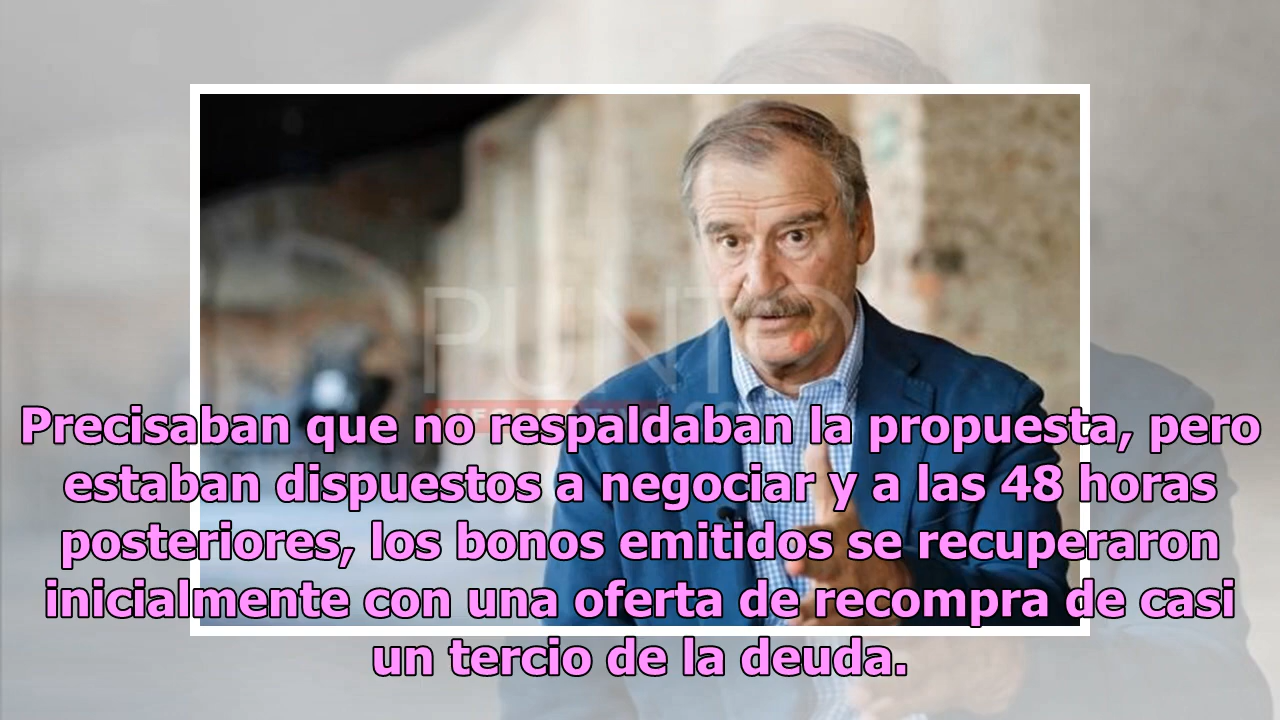 PUNTO
Precisaban que no respaldaban la propuesta, pero
estaban dispuestos a negociar y a las 48 horas
posteriores, los bonos emitidos se recuperaron
inicialmente con una oferta de recompra de casi
un tercio de la deuda.